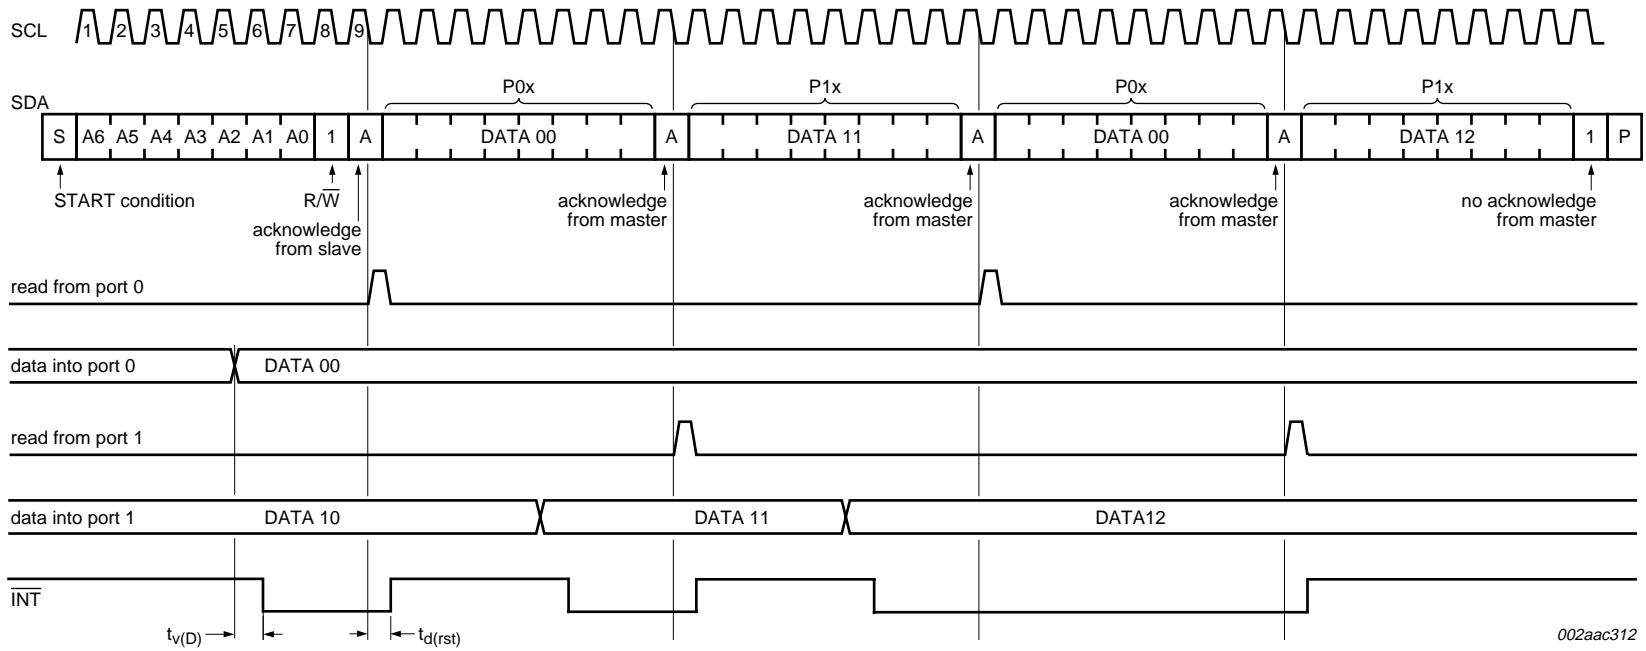 SCL 1 2 3 4 5 6 7 8 9
P0x P1x P0x P1x
SDA
S A6 A5 A4 A3 A2 A1 A0 1 A DATA 00 A DATA 11 A DATA 00 A DATA 12 1 P
START condition
R/W̅
acknowledge
from slave
acknowledge
from master
acknowledge
from master
acknowledge
from master
no acknowledge
from master
read from port 0
data into port 0 DATA 00
read from port 1
data into port 1 DATA 10 DATA 11 DATA12
I̅N̅T̅
tv(D) td(rst)
002aac312